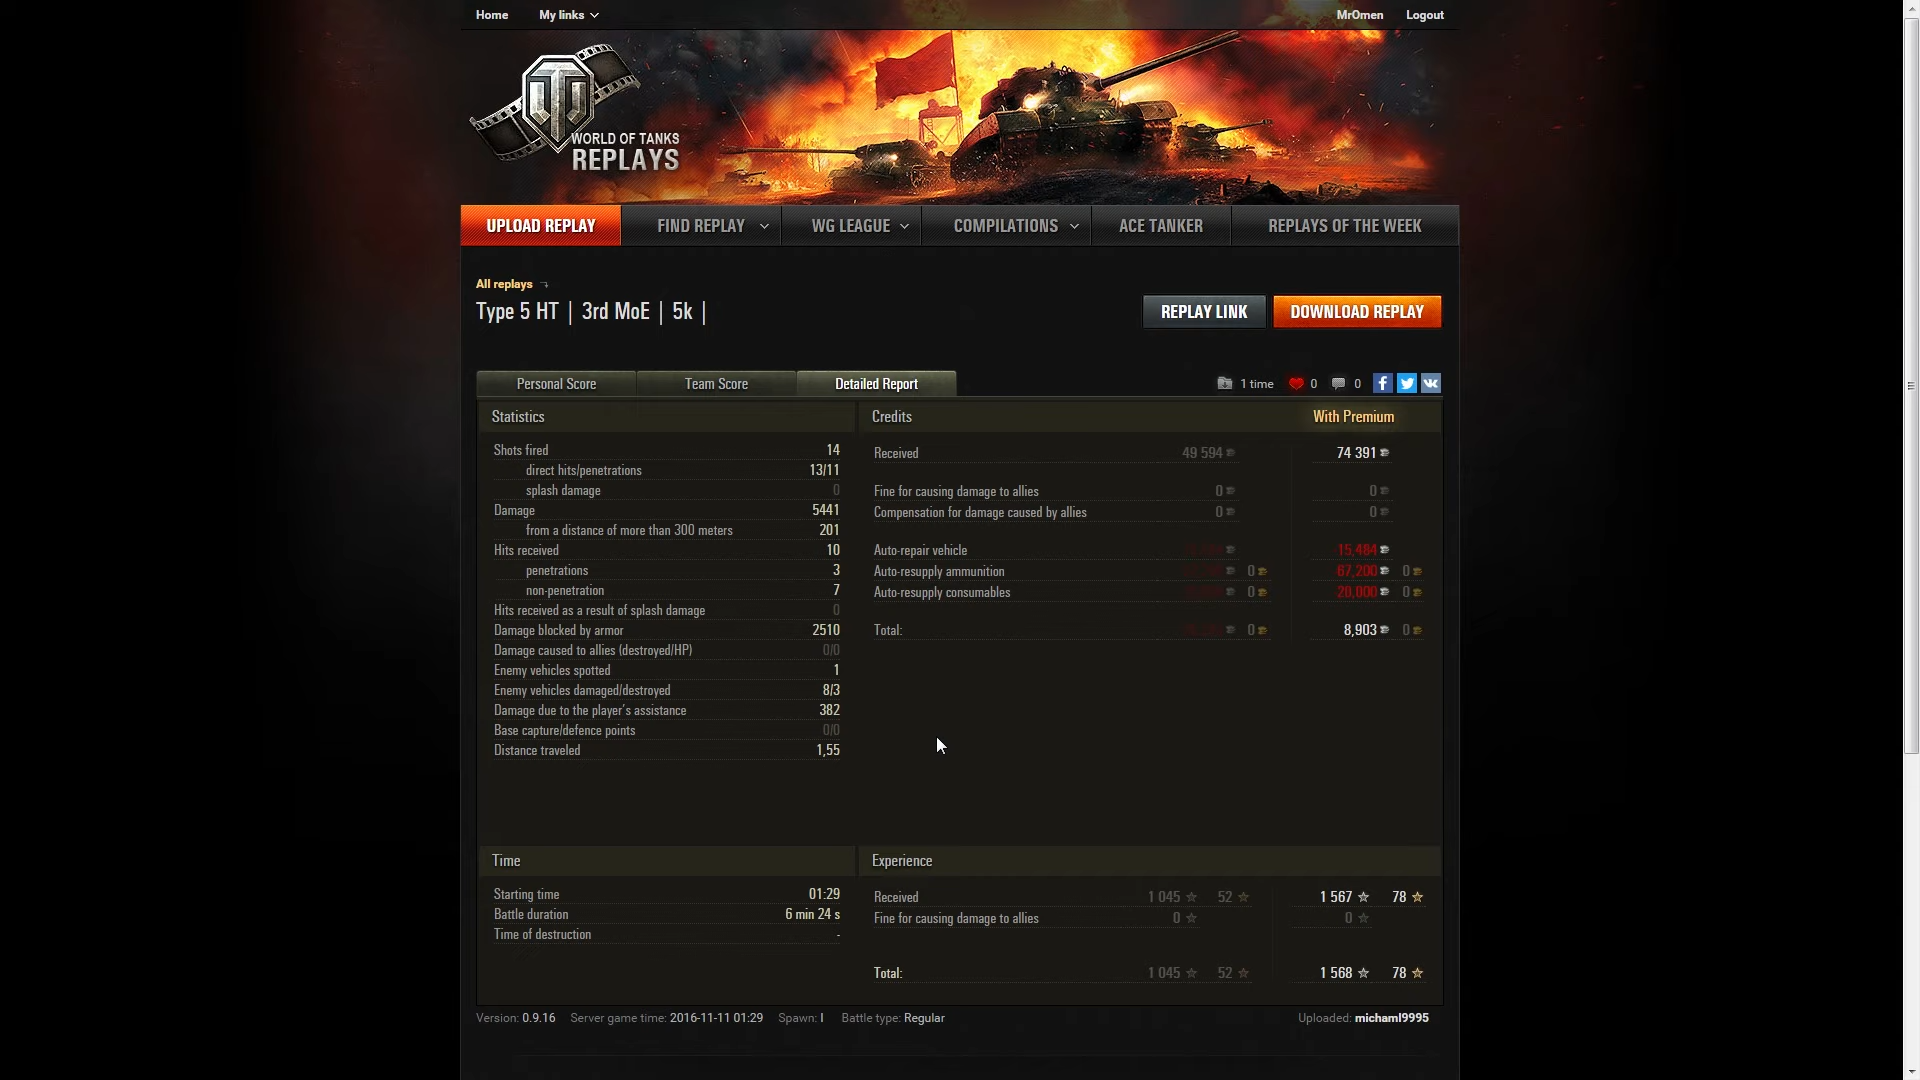 Home My links MrOmen Logout
WORLD OF TANKS
REPLAYS
UPLOAD REPLAY FIND REPLAY WG LEAGUE COMPILATIONS ACE TANKER REPLAYS OF THE WEEK
All replays
Type 5 HT | 3rd MoE | 5k |
REPLAY LINK DOWNLOAD REPLAY
Personal Score Team Score Detailed Report 1 time 0 0
Statistics
Shots fired 14
direct hits/penetrations 13/11
splash damage 0
Damage 5441
from a distance of more than 300 meters 201
Hits received 10
penetrations 3
non-penetration 7
Hits received as a result of splash damage 0
Damage blocked by armor 2510
Damage caused to allies (destroyed/HP) 0/0
Enemy vehicles spotted 1
Enemy vehicles damaged/destroyed 8/3
Damage due to the player's assistance 382
Base capture/defence points 0/0
Distance traveled 1,55
Credits With Premium
Received 49 594 74 391
Fine for causing damage to allies 0 0
Compensation for damage caused by allies 0 0
Auto-repair vehicle 15,484
Auto-resupply ammunition 0 67,200 0
Auto-resupply consumables 0 20,000 0
Total: 0 8,903 0
Time
Starting time 01:29
Battle duration 6 min 24 s
Time of destruction -
Experience
Received 1 045 52 1 567 78
Fine for causing damage to allies 0 0
Total: 1 045 52 1 568 78
Version: 0.9.16 Server game time: 2016-11-11 01:29 Spawn: I Battle type: Regular Uploaded: michaml9995